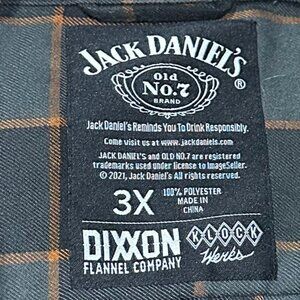 JACK DANIEL'S
Old
No.7
BRAND
®
Jack Daniel's Reminds You To Drink Responsibly.
Come visit us at www.jackdaniels.com
JACK DANIEL'S and OLD NO.7 are registered
trademarks used under license to ImageSeller.
© 2021, Jack Daniel's All rights reserved.
3X
100% POLYESTER
MADE IN
CHINA
DIXXON
FLANNEL COMPANY
KLOCK
Werks